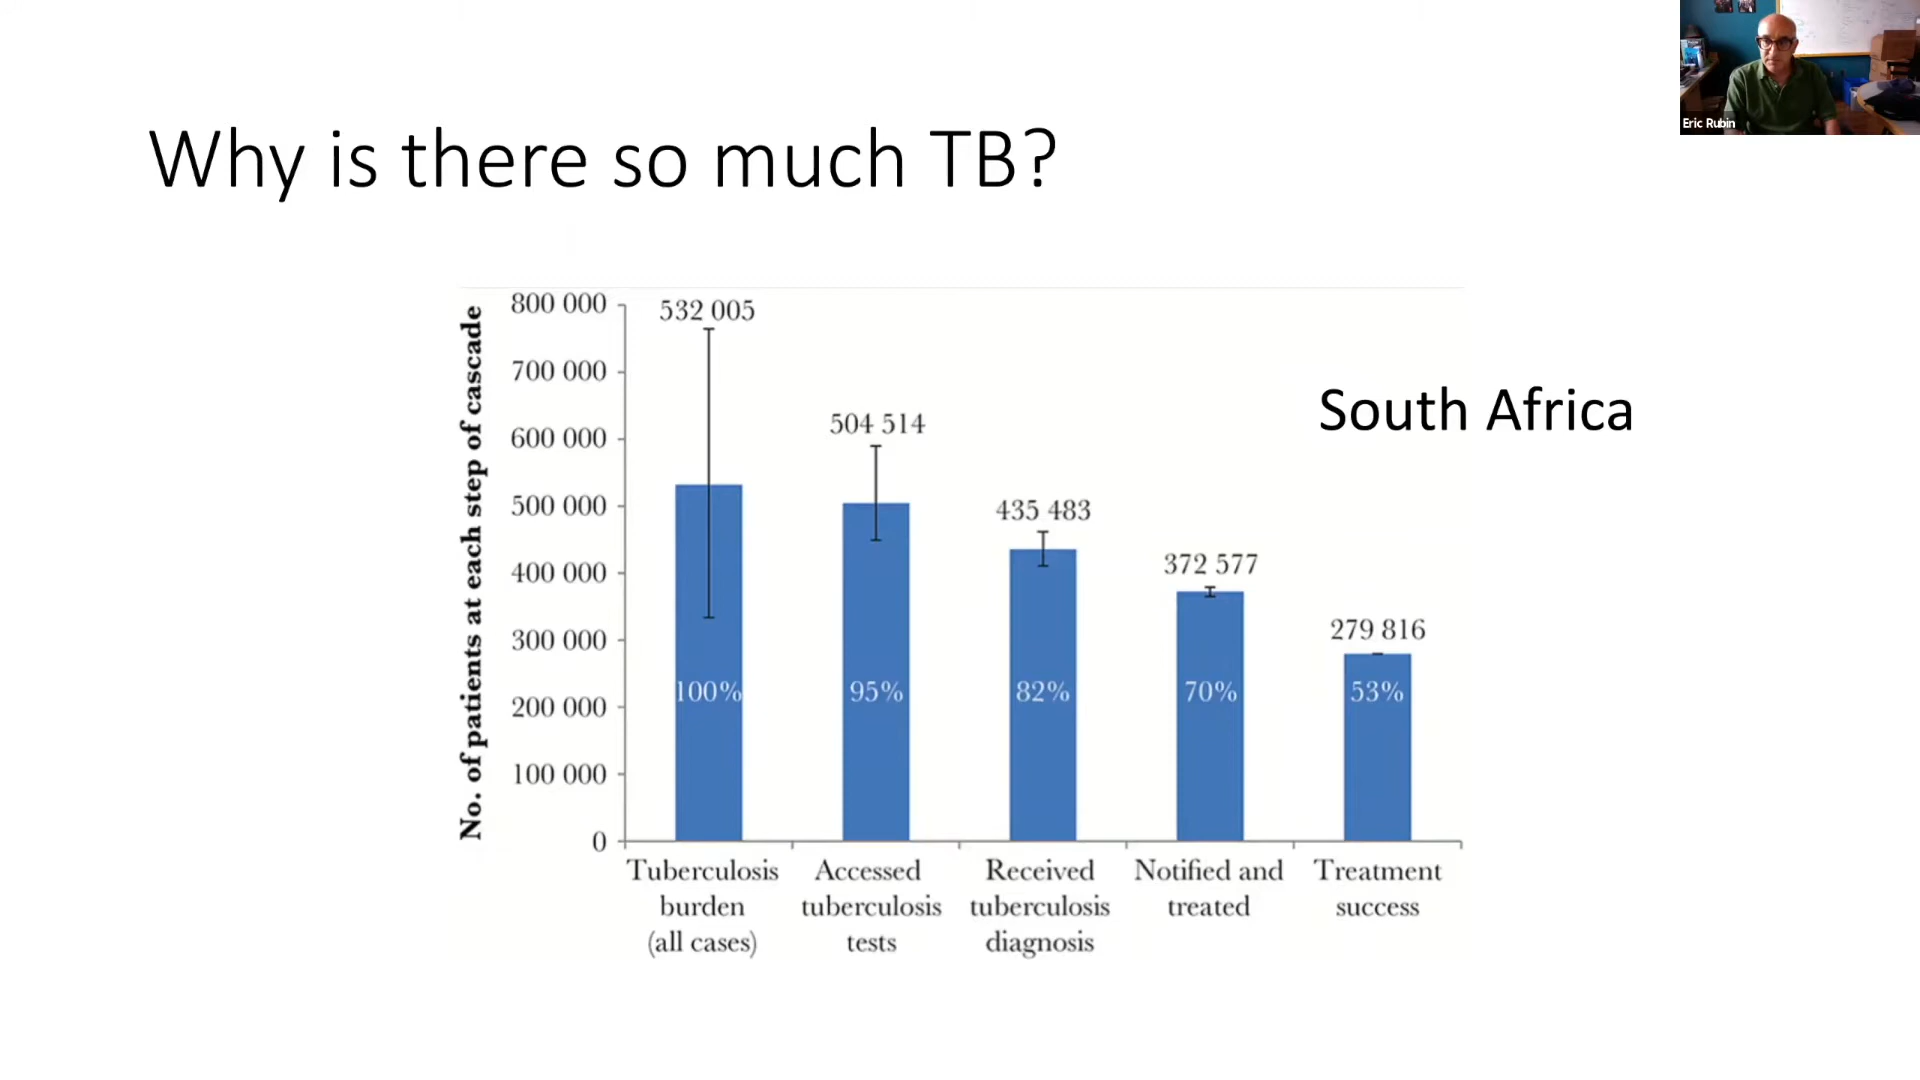 Eric Rubin
Why is there so much TB?
South Africa
No. of patients at each step of cascade
800 000
700 000
600 000
500 000
400 000
300 000
200 000
100 000
0
532 005
504 514
435 483
372 577
279 816
100%
95%
82%
70%
53%
Tuberculosis
burden
(all cases)
Accessed
tuberculosis
tests
Received
tuberculosis
diagnosis
Notified and
treated
Treatment
success